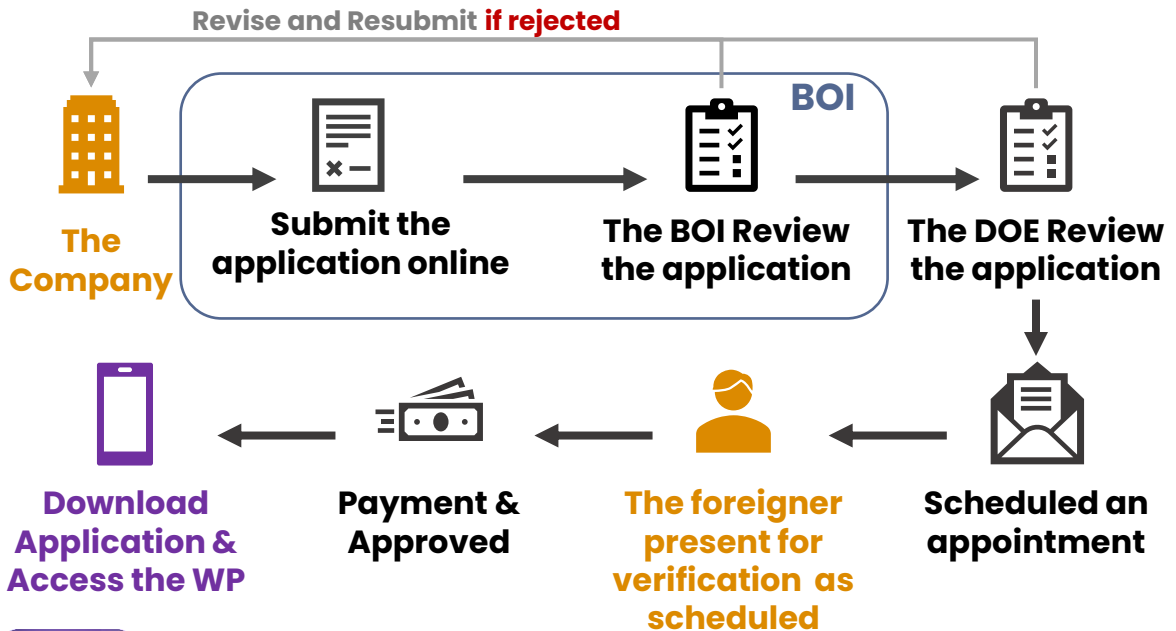 Revise and Resubmit if rejected
BOI
The
Company
Submit the
application online
The BOI Review
the application
The DOE Review
the application
Download
Application &
Access the WP
Payment &
Approved
The foreigner
present for
verification as
scheduled
Scheduled an
appointment